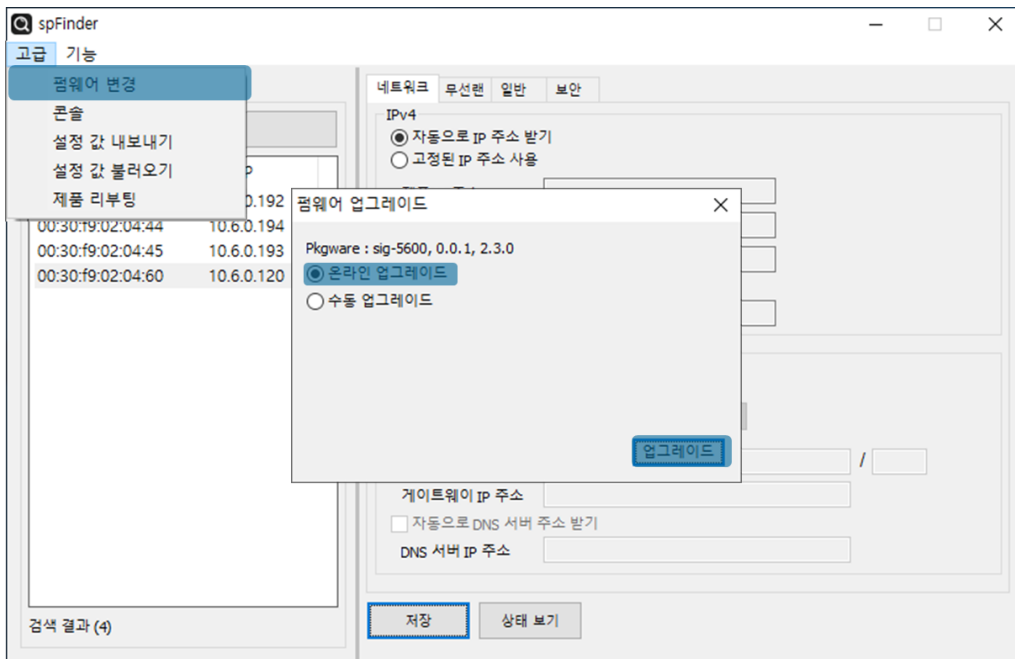 spFinder
고급 기능
펌웨어 변경
콘솔
설정 값 내보내기
설정 값 불러오기
제품 리부팅
0.192
00:30:f9:02:04:44 10.6.0.194
00:30:f9:02:04:45 10.6.0.193
00:30:f9:02:04:60 10.6.0.120
검색 결과 (4)
네트워크 무선랜 일반 보안
IPv4
자동으로 IP 주소 받기
고정된 IP 주소 사용
펌웨어 업그레이드
Pkgware : sig-5600, 0.0.1, 2.3.0
온라인 업그레이드
수동 업그레이드
업그레이드
/
게이트웨이 IP 주소
자동으로 DNS 서버 주소 받기
DNS 서버 IP 주소
저장 상태 보기